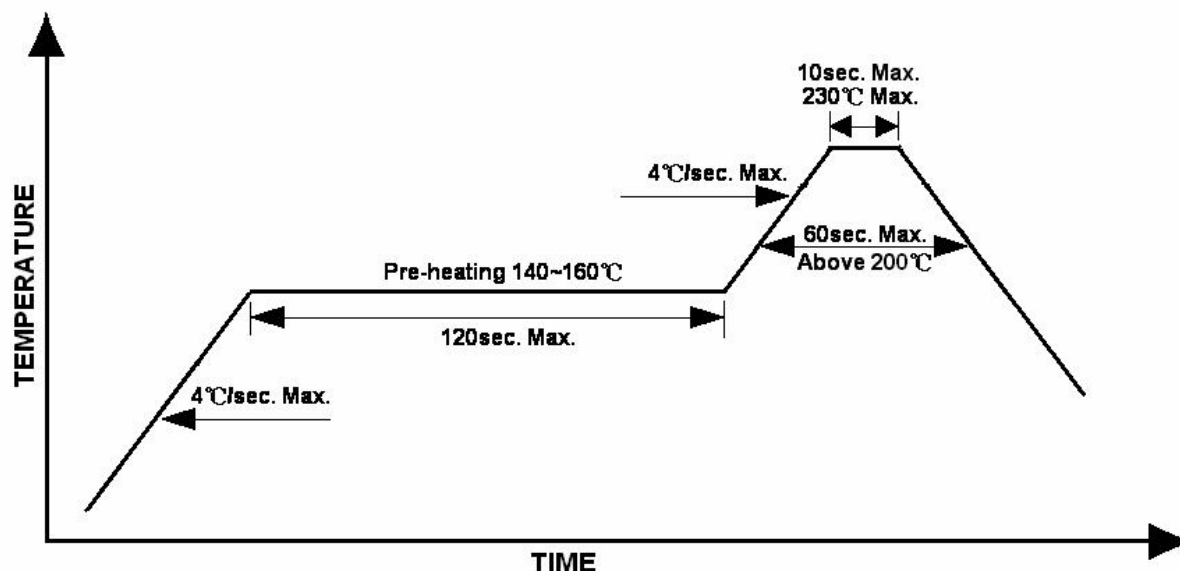 10sec. Max.
230℃ Max.
4℃/sec. Max.
60sec. Max.
Above 200℃
Pre-heating 140~160℃
120sec. Max.
4℃/sec. Max.
TEMPERATURE
TIME